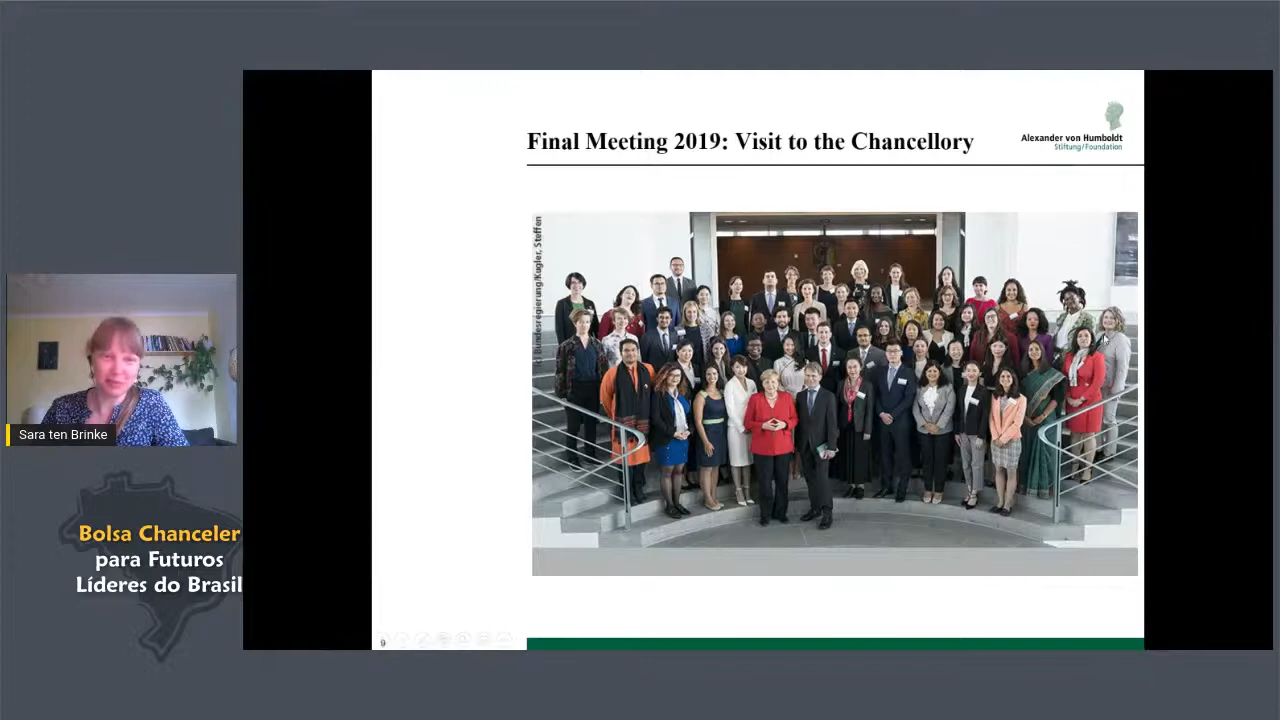 Final Meeting 2019: Visit to the Chancellory
Alexander von Humboldt
Stiftung/Foundation
(c) Bundesregierung/Kugler, Steffen
Sara ten Brinke
Bolsa Chanceler
para Futuros
Líderes do Brasil
9